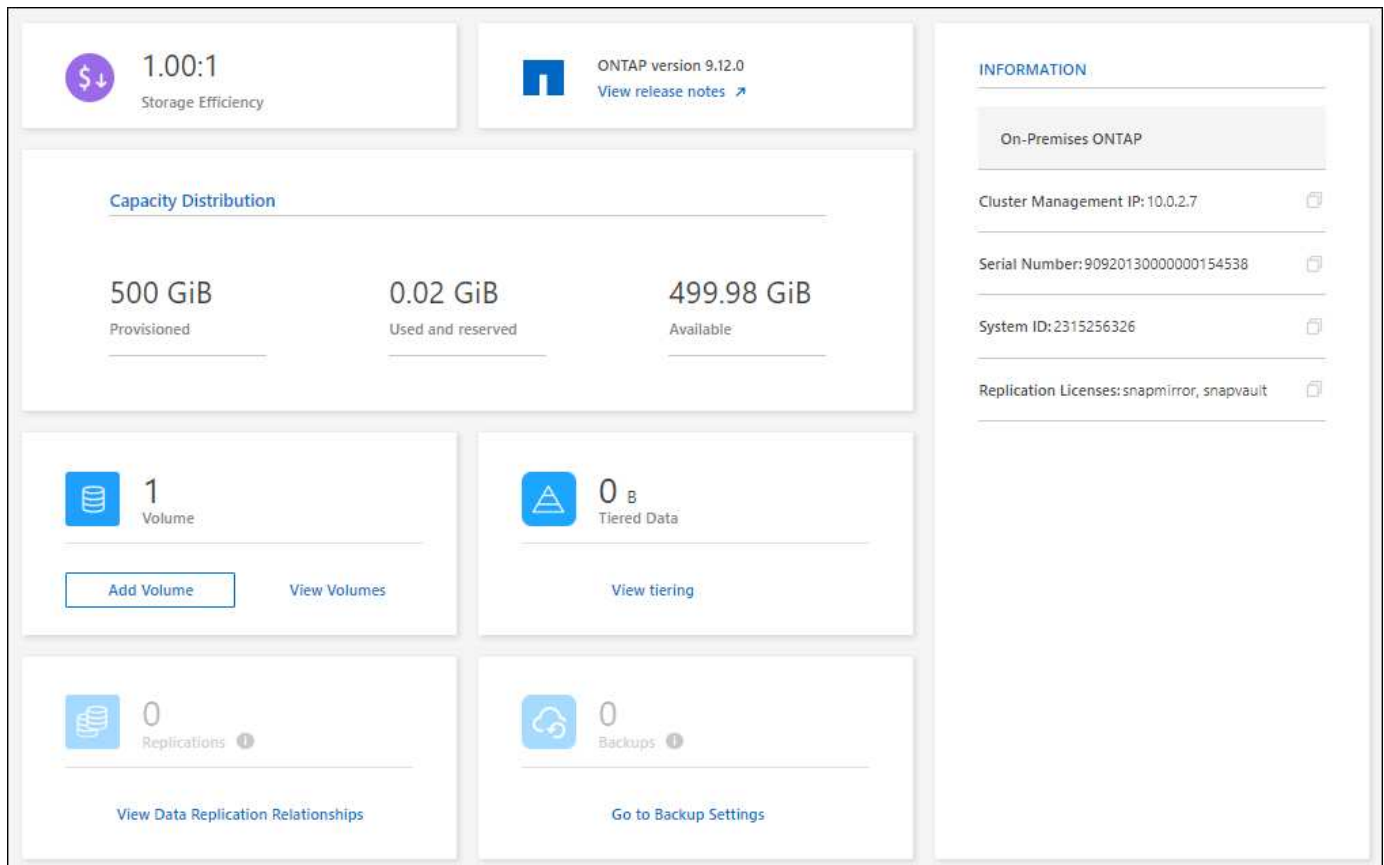 1.00:1
Storage Efficiency
ONTAP version 9.12.0
View release notes
Capacity Distribution
500 GiB
Provisioned
0.02 GiB
Used and reserved
499.98 GiB
Available
1
Volume
Add Volume
View Volumes
0 B
Tiered Data
View tiering
0
Replications
View Data Replication Relationships
0
Backups
Go to Backup Settings
INFORMATION
On-Premises ONTAP
Cluster Management IP: 10.0.2.7
Serial Number: 90920130000000154538
System ID: 2315256326
Replication Licenses: snapmirror, snapvault